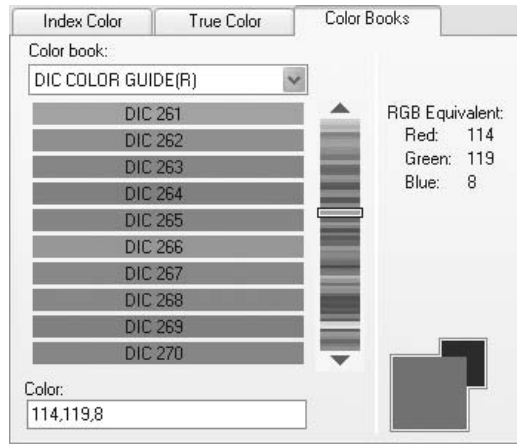 Index Color
True Color
Color Books
Color book:
DIC COLOR GUIDE(R)
DIC 261
DIC 262
DIC 263
DIC 264
DIC 265
DIC 266
DIC 267
DIC 268
DIC 269
DIC 270
RGB Equivalent:
Red: 114
Green: 119
Blue: 8
Color:
114,119,8